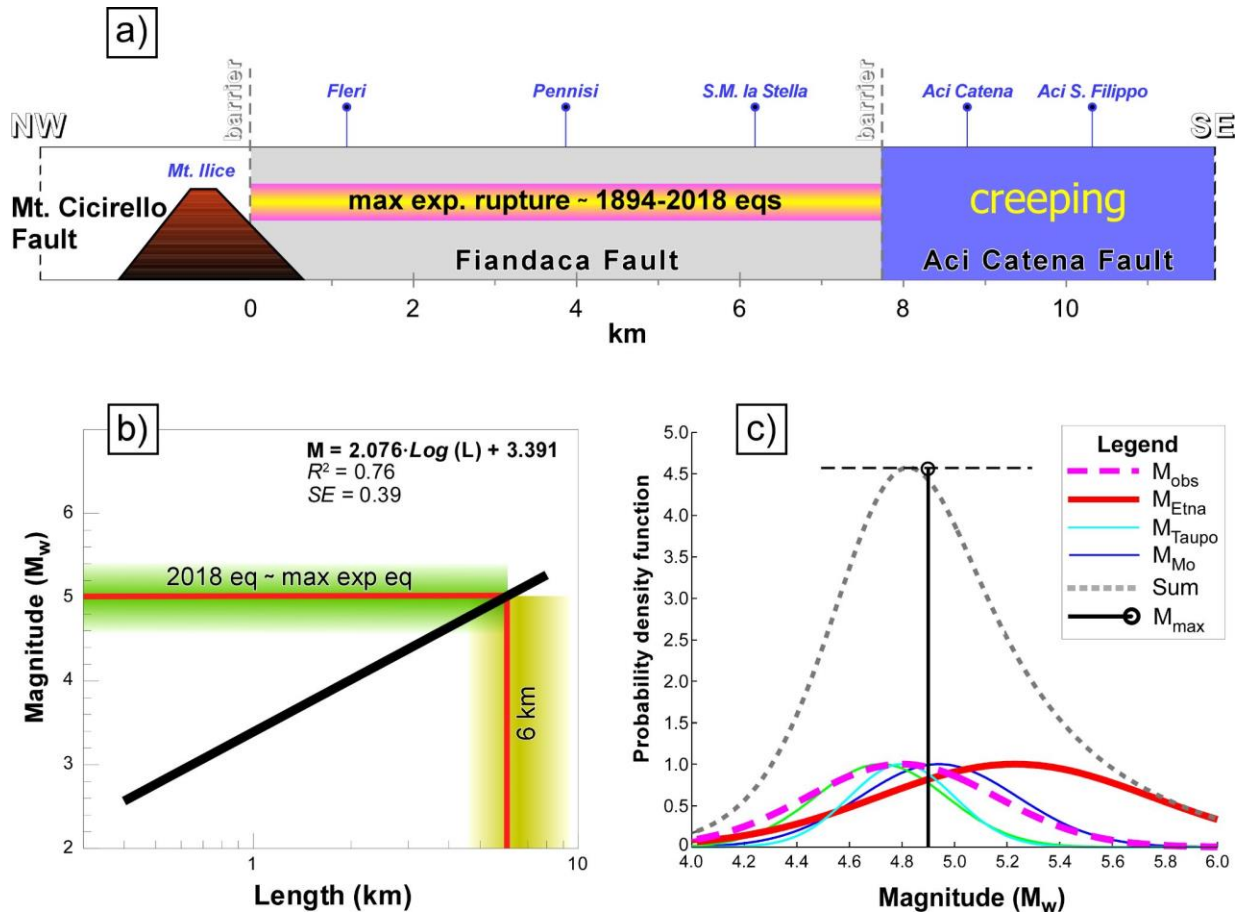 a)
barrier
barrier
Fleri
Pennisi
S.M. la Stella
Aci Catena
Aci S. Filippo
NW
SE
Mt. Ilice
Mt. Cicirello
Fault
max exp. rupture ~ 1894-2018 eqs
creeping
Fiandaca Fault
Aci Catena Fault
0 2 4 6 8 10
km
b)
M = 2.076·Log (L) + 3.391
R² = 0.76
SE = 0.39
Magnitude (Mw)
6
5
4
3
2
2018 eq ~ max exp eq
6 km
1 10
Length (km)
c)
Probability density function
5.0
4.5
4.0
3.5
3.0
2.5
2.0
1.5
1.0
0.5
0
4.0 4.2 4.4 4.6 4.8 5.0 5.2 5.4 5.6 5.8 6.0
Magnitude (Mw)
Legend
Mobs
MEtna
MTaupo
MMo
Sum
Mmax